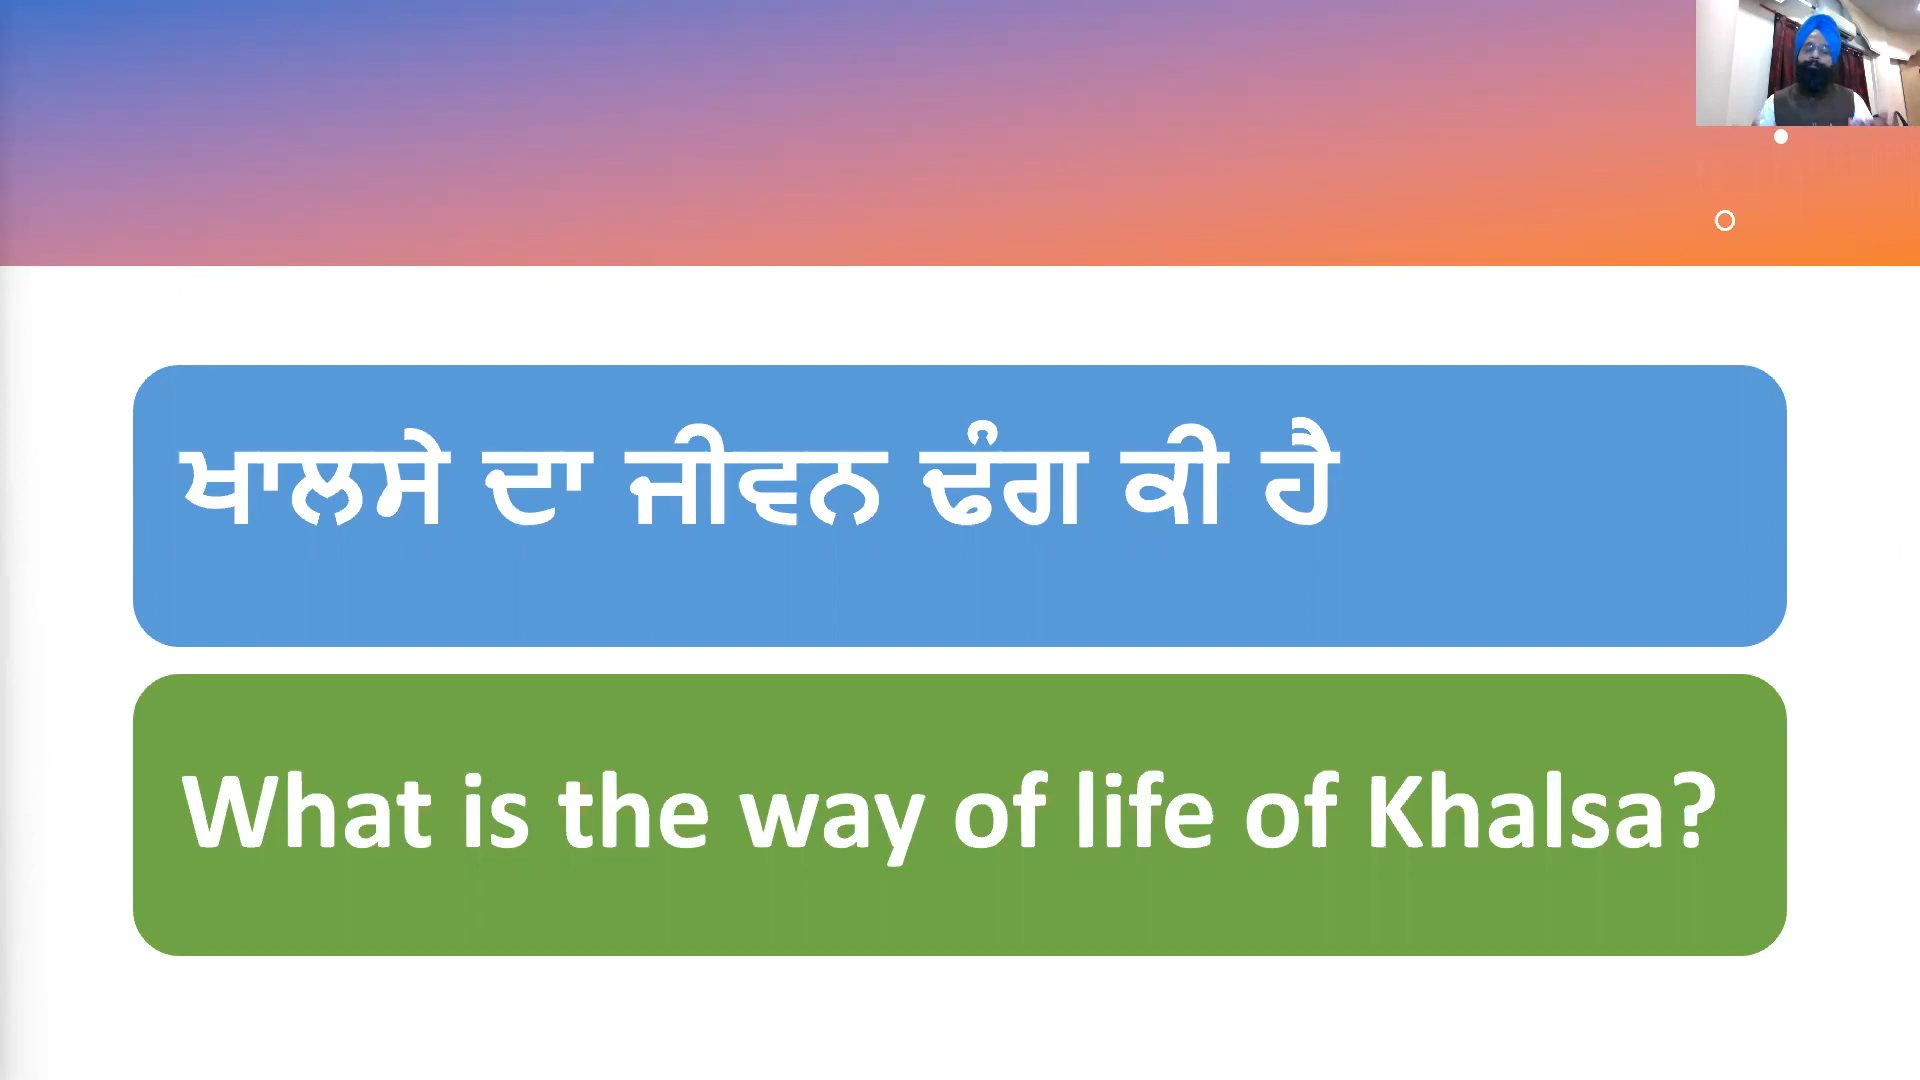 ਖਾਲਸੇ ਦਾ ਜੀਵਨ ਢੰਗ ਕੀ ਹੈ
What is the way of life of Khalsa?